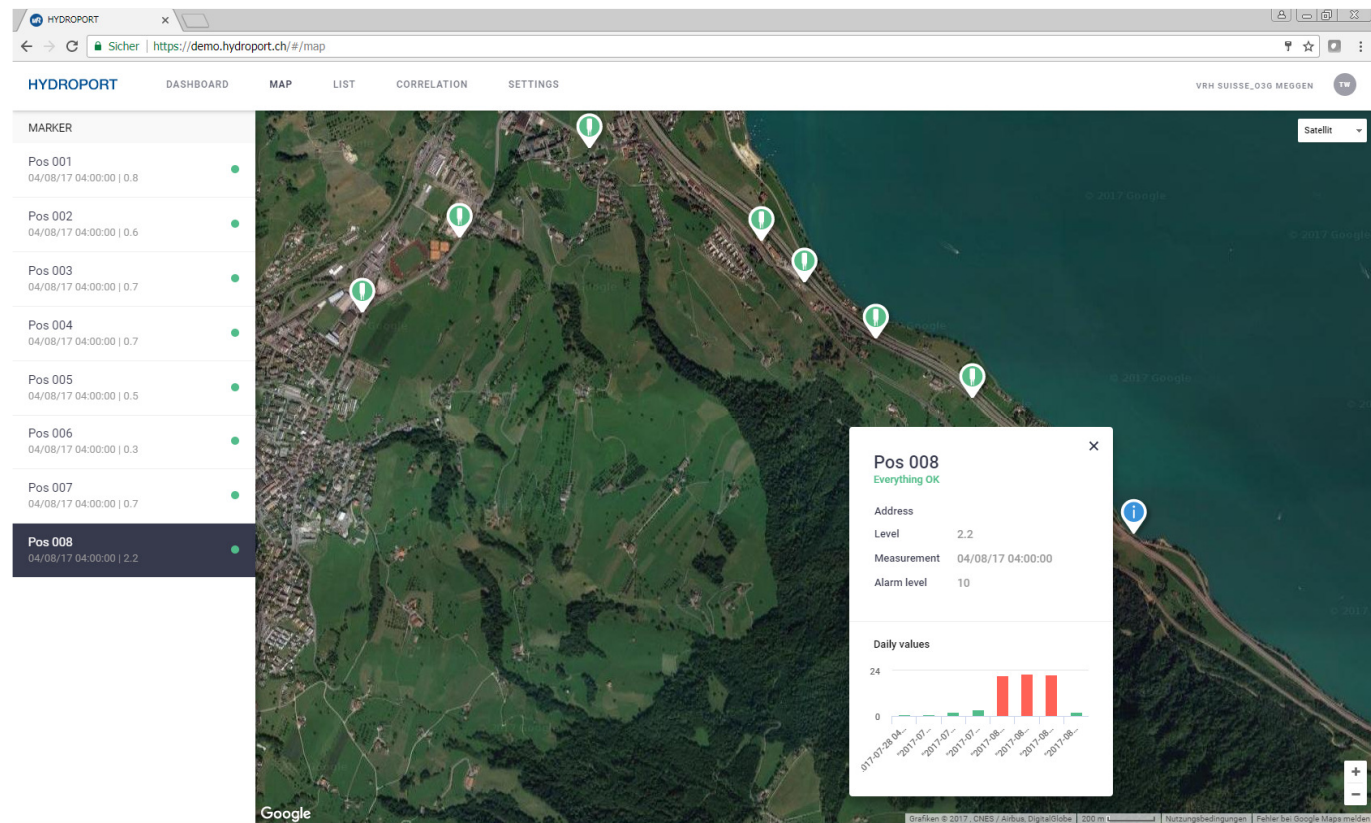 HYDROPORT
Sicher | https://demo.hydroport.ch/#/map
HYDROPORT DASHBOARD MAP LIST CORRELATION SETTINGS VRH SUISSE_O3G MEGGEN TW
MARKER
Satellit
Pos 001
04/08/17 04:00:00 | 0.8
Pos 002
04/08/17 04:00:00 | 0.6
Pos 003
04/08/17 04:00:00 | 0.7
Pos 004
04/08/17 04:00:00 | 0.7
Pos 005
04/08/17 04:00:00 | 0.5
Pos 006
04/08/17 04:00:00 | 0.3
Pos 007
04/08/17 04:00:00 | 0.7
Pos 008
04/08/17 04:00:00 | 2.2
© 2017 Google
© 2017 Google
© 2017 Google
Pos 008
Everything OK
Address
Level 2.2
Measurement 04/08/17 04:00:00
Alarm level 10
Daily values
24
0
2017-07-28 04...
"2017-07...
"2017-07...
"2017-07...
"2017-08...
"2017-08...
"2017-08...
"2017-08...
+
−
Google
Grafiken © 2017 , CNES / Airbus, DigitalGlobe | 200 m | Nutzungsbedingungen | Fehler bei Google Maps melden